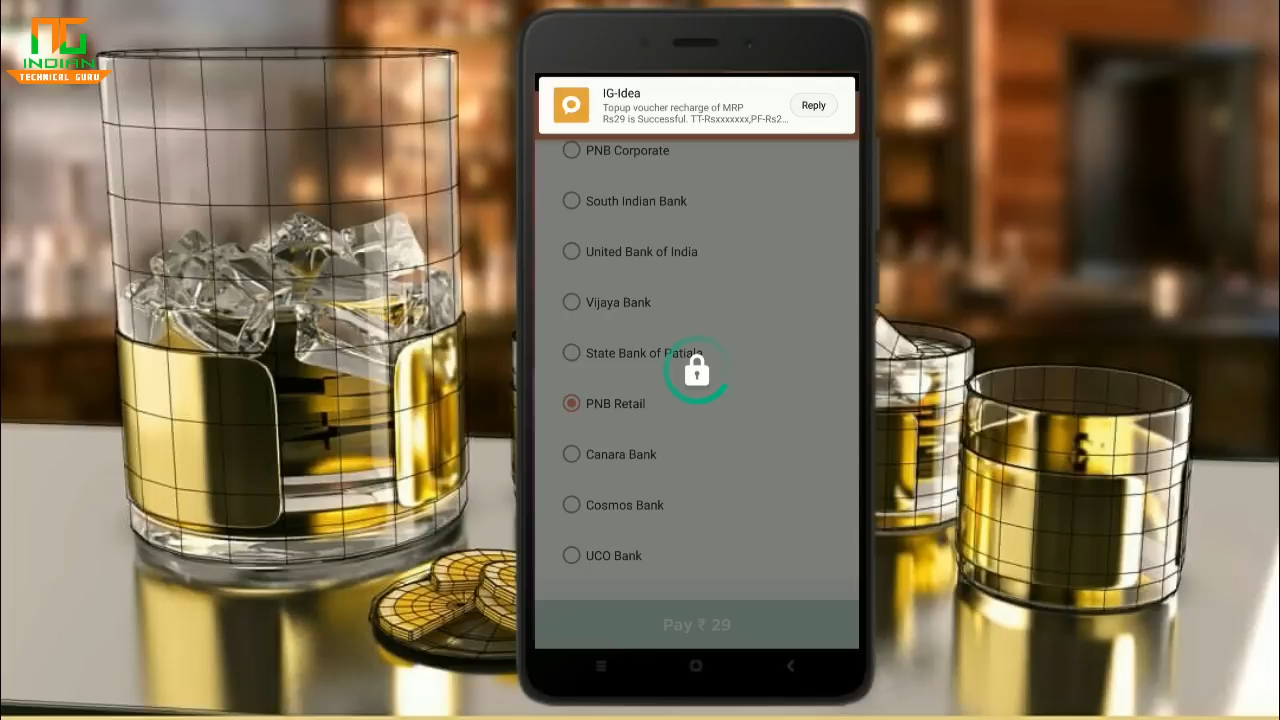 NG
INDIAN
TECHNICAL GURU
IG-Idea
Topup voucher recharge of MRP
Rs29 is Successful. TT-Rsxxxxxxx,PF-Rs2...
Reply
PNB Corporate
South Indian Bank
United Bank of India
Vijaya Bank
State Bank of Patiala
PNB Retail
Canara Bank
Cosmos Bank
UCO Bank
Pay ₹ 29